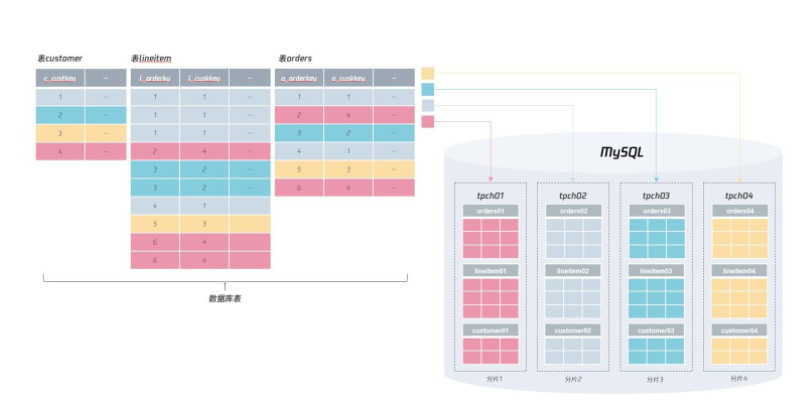 表customer
表lineitem
表orders
c_custkey ...
l_orderky l_cuskkey ...
o_orderkey o_cuskkey ...
1 ... 1 1 ... 1 1 ...
2 ... 1 1 ... 2 4 ...
3 ... 1 1 ... 3 2 ...
4 ... 2 4 ... 4 1 ...
3 2 ... 5 3 ...
3 2 ... 6 4 ...
4 1
5 3
6 4
6 4
数据库表
MySQL
tpch01 tpch02 tpch03 tpch04
orders01 orders02 orders03 orders04
lineitem01 lineitem02 lineitem03 lineitem04
customer01 customer02 customer03 customer04
分片1 分片2 分片3 分片4